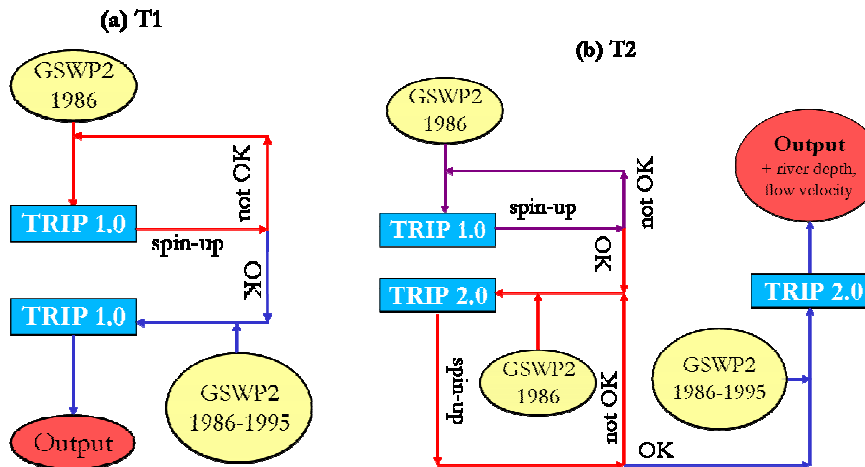 (a) T1
GSWP2
1986
not OK
TRIP 1.0
spin-up
OK
TRIP 1.0
GSWP2
1986-1995
Output
(b) T2
GSWP2
1986
not OK
spin-up
TRIP 1.0
OK
TRIP 2.0
spin-up
GSWP2
1986
not OK
OK
GSWP2
1986-1995
TRIP 2.0
Output
+ river depth,
flow velocity